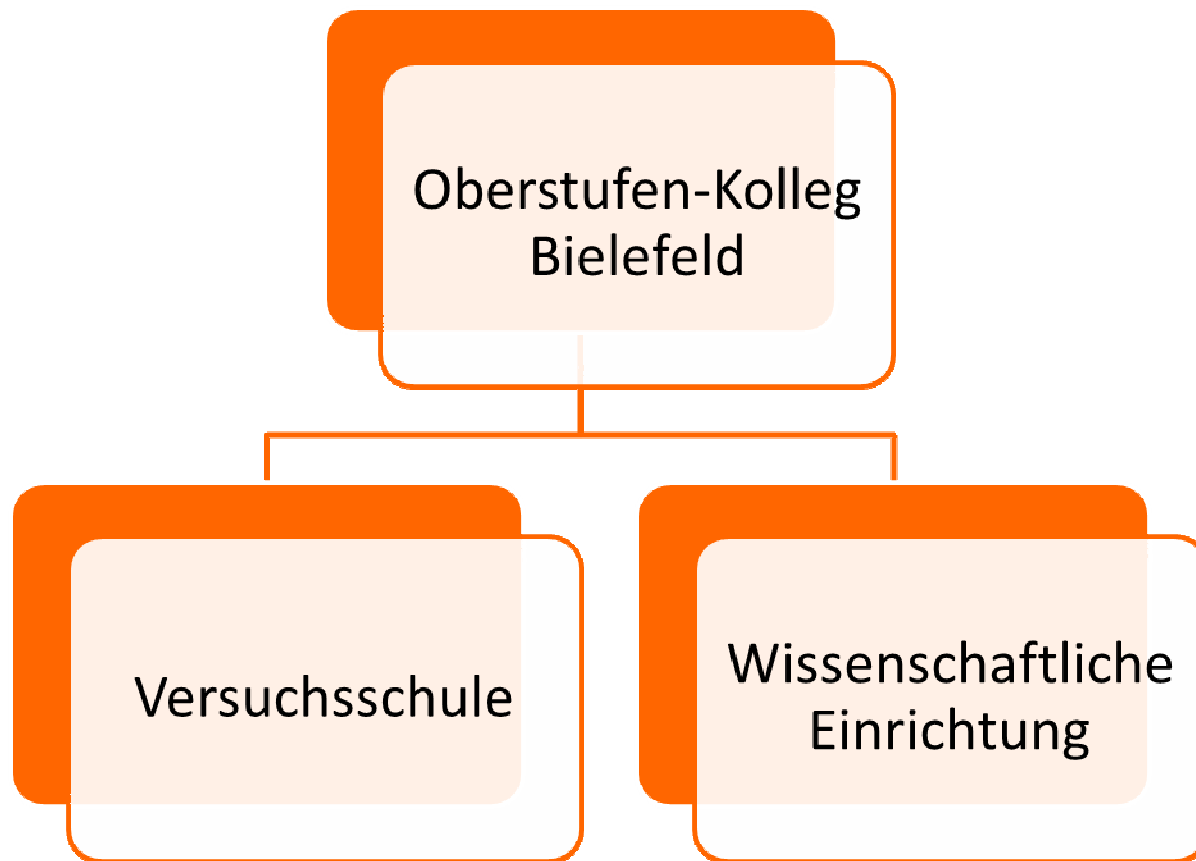 Oberstufen-Kolleg
Bielefeld
Versuchsschule
Wissenschaftliche
Einrichtung